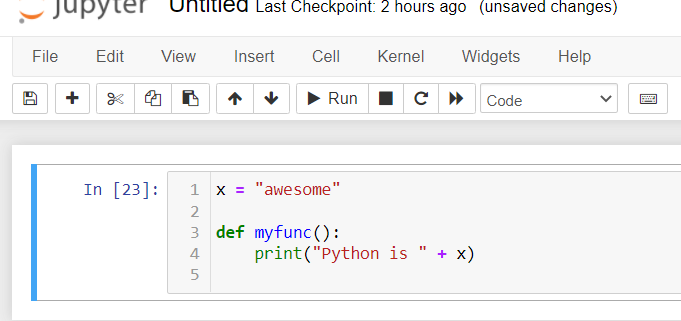 jupyter Untitled Last Checkpoint: 2 hours ago (unsaved changes)
File Edit View Insert Cell Kernel Widgets Help
Run Code
In [23]: 1 x = "awesome"
2
3 def myfunc():
4     print("Python is " + x)
5